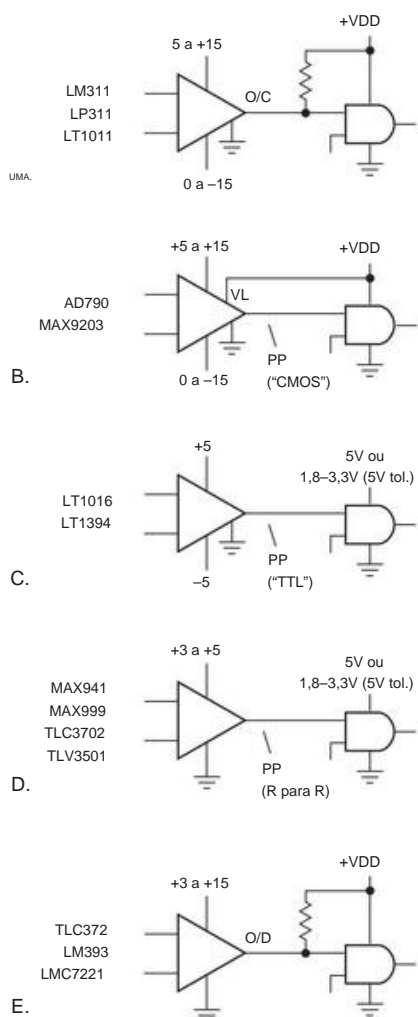 5 a +15
+VDD
LM311
LP311
LT1011
O/C
UMA.
0 a –15
+5 a +15
+VDD
VL
AD790
MAX9203
PP
("CMOS")
B.
0 a –15
+5
5V ou
1,8–3,3V (5V tol.)
LT1016
LT1394
PP
("TTL")
C.
–5
+3 a +5
5V ou
1,8–3,3V (5V tol.)
MAX941
MAX999
TLC3702
TLV3501
PP
(R para R)
D.
+3 a +15
+VDD
TLC372
LM393
LMC7221
O/D
E.